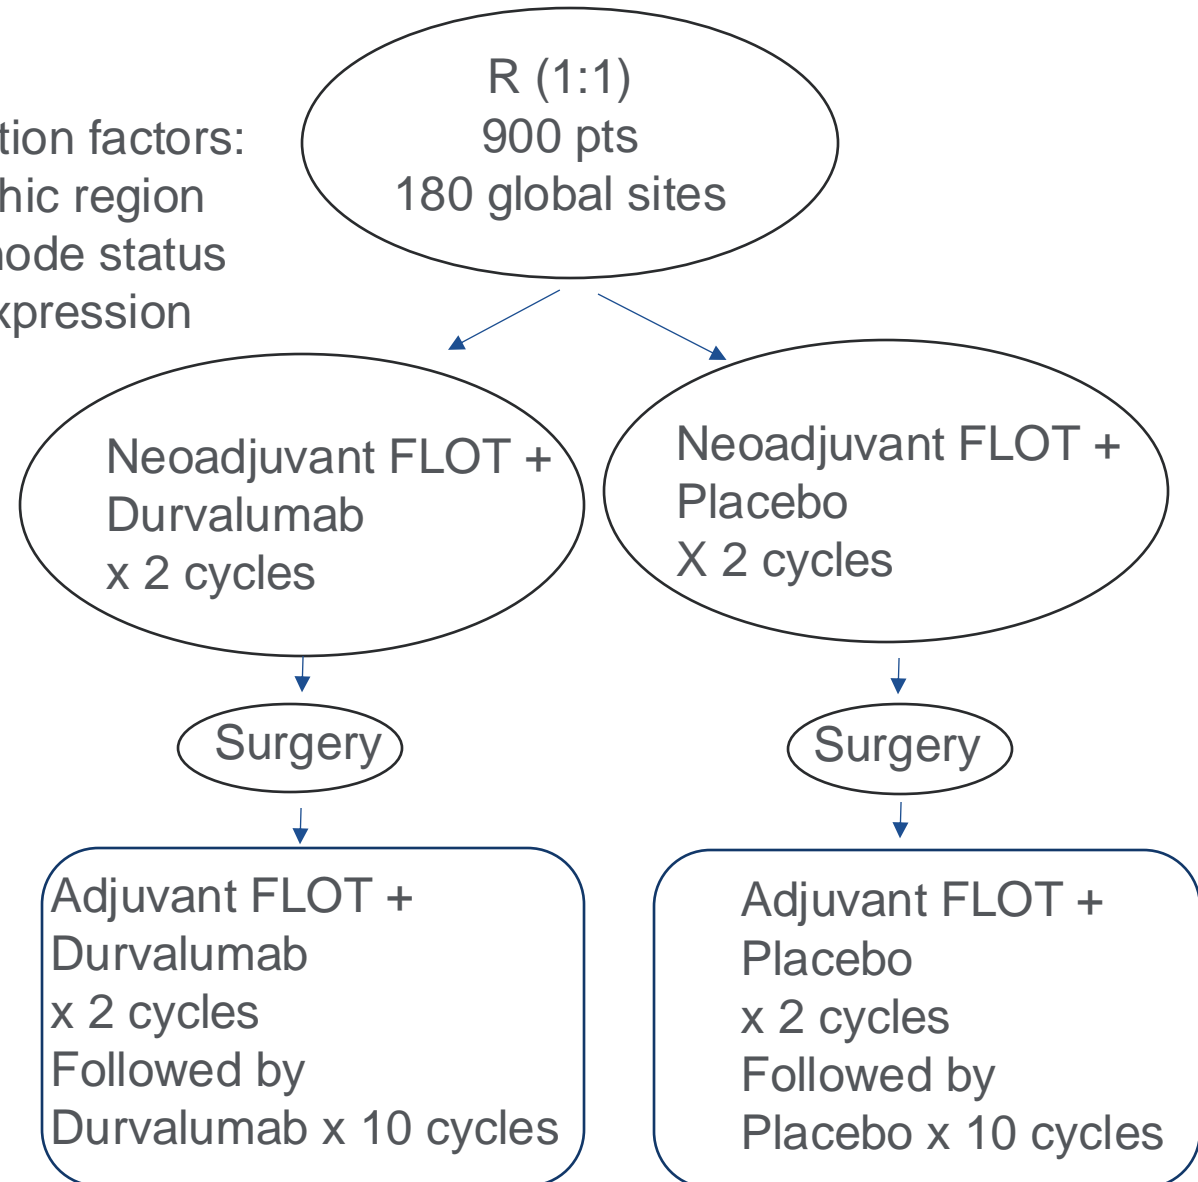 R (1:1)
900 pts
180 global sites
tion factors:
hic region
node status
xpression
Neoadjuvant FLOT +
Durvalumab
x 2 cycles
Neoadjuvant FLOT +
Placebo
X 2 cycles
Surgery
Surgery
Adjuvant FLOT +
Durvalumab
x 2 cycles
Followed by
Durvalumab x 10 cycles
Adjuvant FLOT +
Placebo
x 2 cycles
Followed by
Placebo x 10 cycles